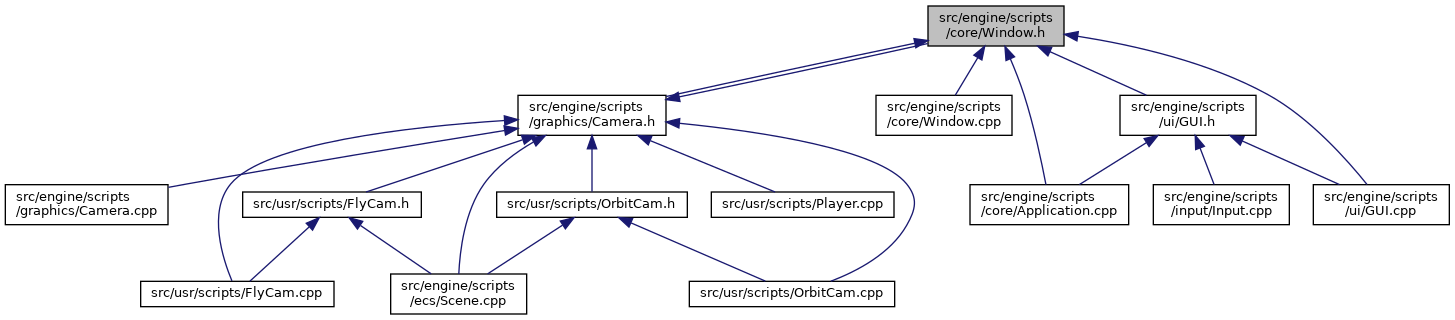 src/engine/scripts
/core/Window.h
src/engine/scripts
/graphics/Camera.h
src/engine/scripts
/core/Window.cpp
src/engine/scripts
/ui/GUI.h
src/engine/scripts
/graphics/Camera.cpp
src/usr/scripts/FlyCam.h
src/usr/scripts/OrbitCam.h
src/usr/scripts/Player.cpp
src/engine/scripts
/core/Application.cpp
src/engine/scripts
/input/Input.cpp
src/engine/scripts
/ui/GUI.cpp
src/usr/scripts/FlyCam.cpp
src/engine/scripts
/ecs/Scene.cpp
src/usr/scripts/OrbitCam.cpp